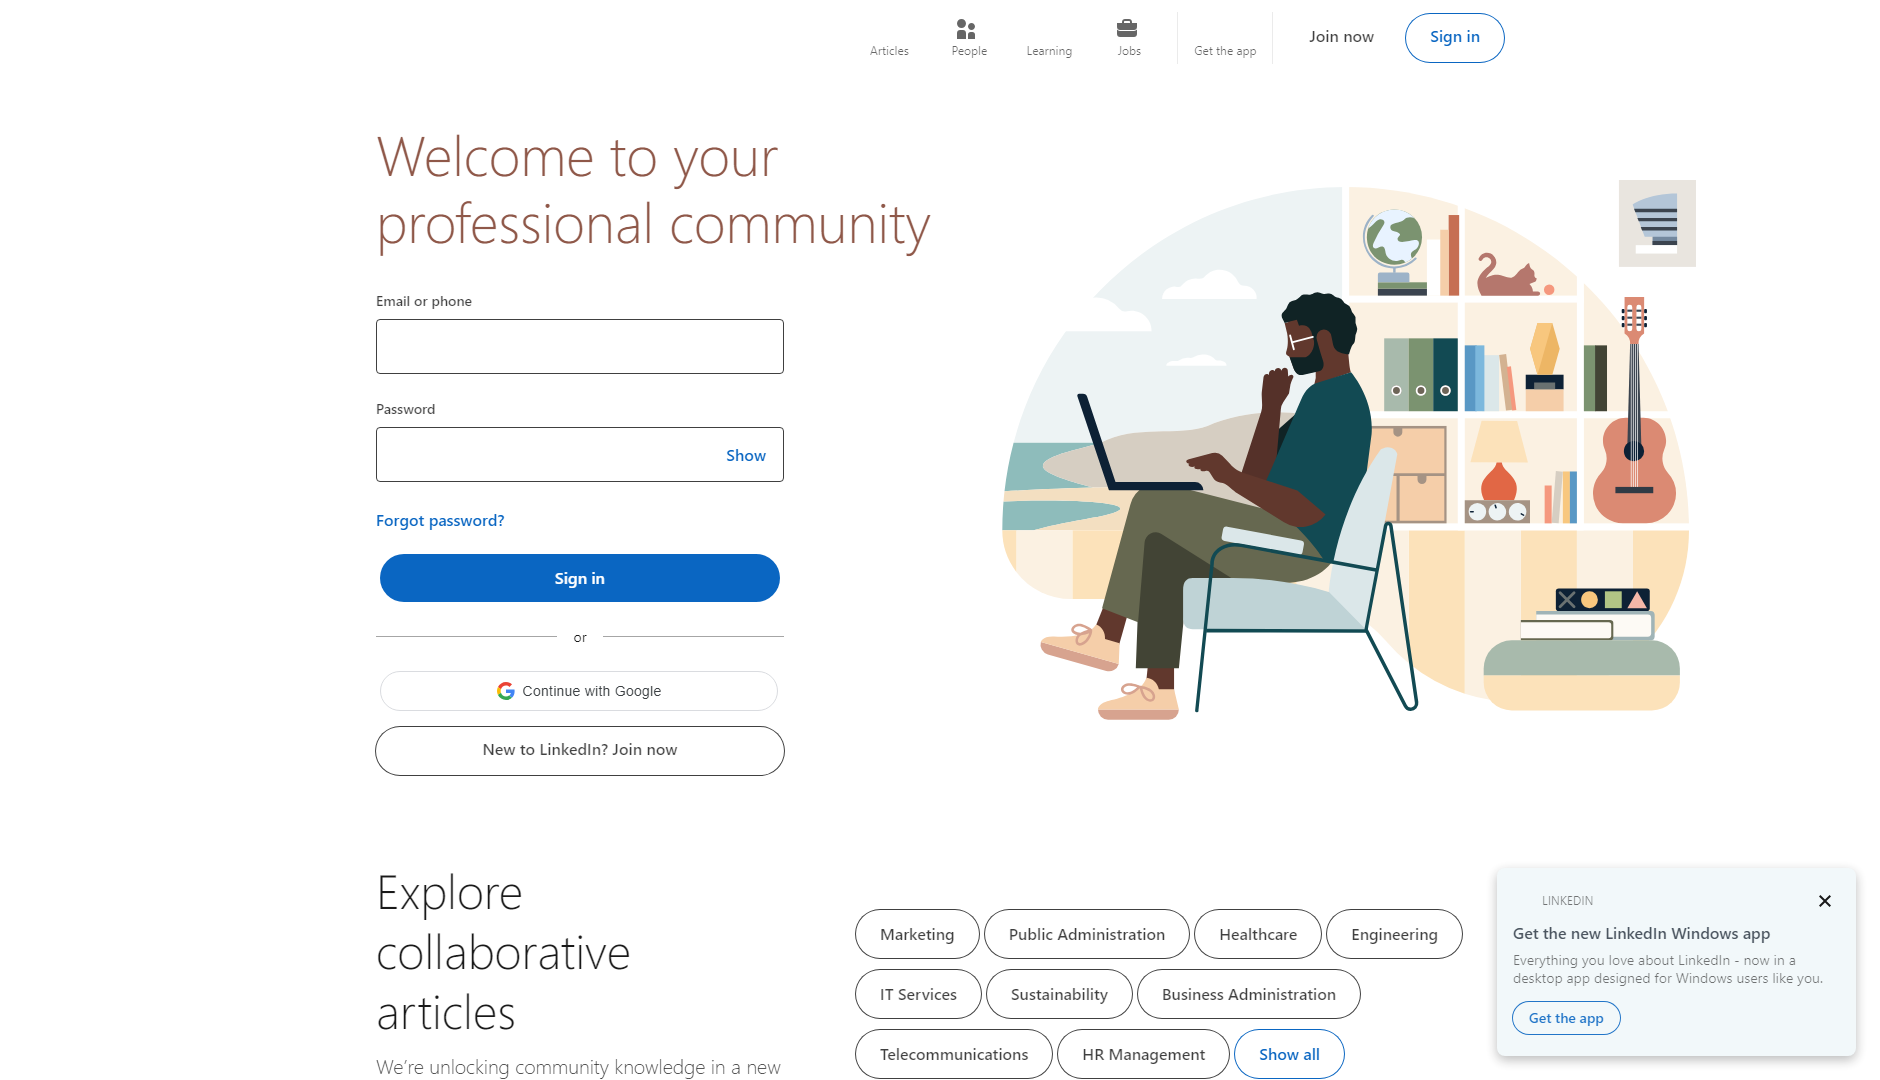 Articles
People
Learning
Jobs
Get the app
Join now
Sign in
Welcome to your
professional community
Email or phone
Password
Show
Forgot password?
Sign in
or
Continue with Google
New to LinkedIn? Join now
Explore
collaborative
articles
We’re unlocking community knowledge in a new
Marketing
Public Administration
Healthcare
Engineering
IT Services
Sustainability
Business Administration
Telecommunications
HR Management
Show all
LINKEDIN
Get the new LinkedIn Windows app
Everything you love about LinkedIn - now in a
desktop app designed for Windows users like you.
Get the app